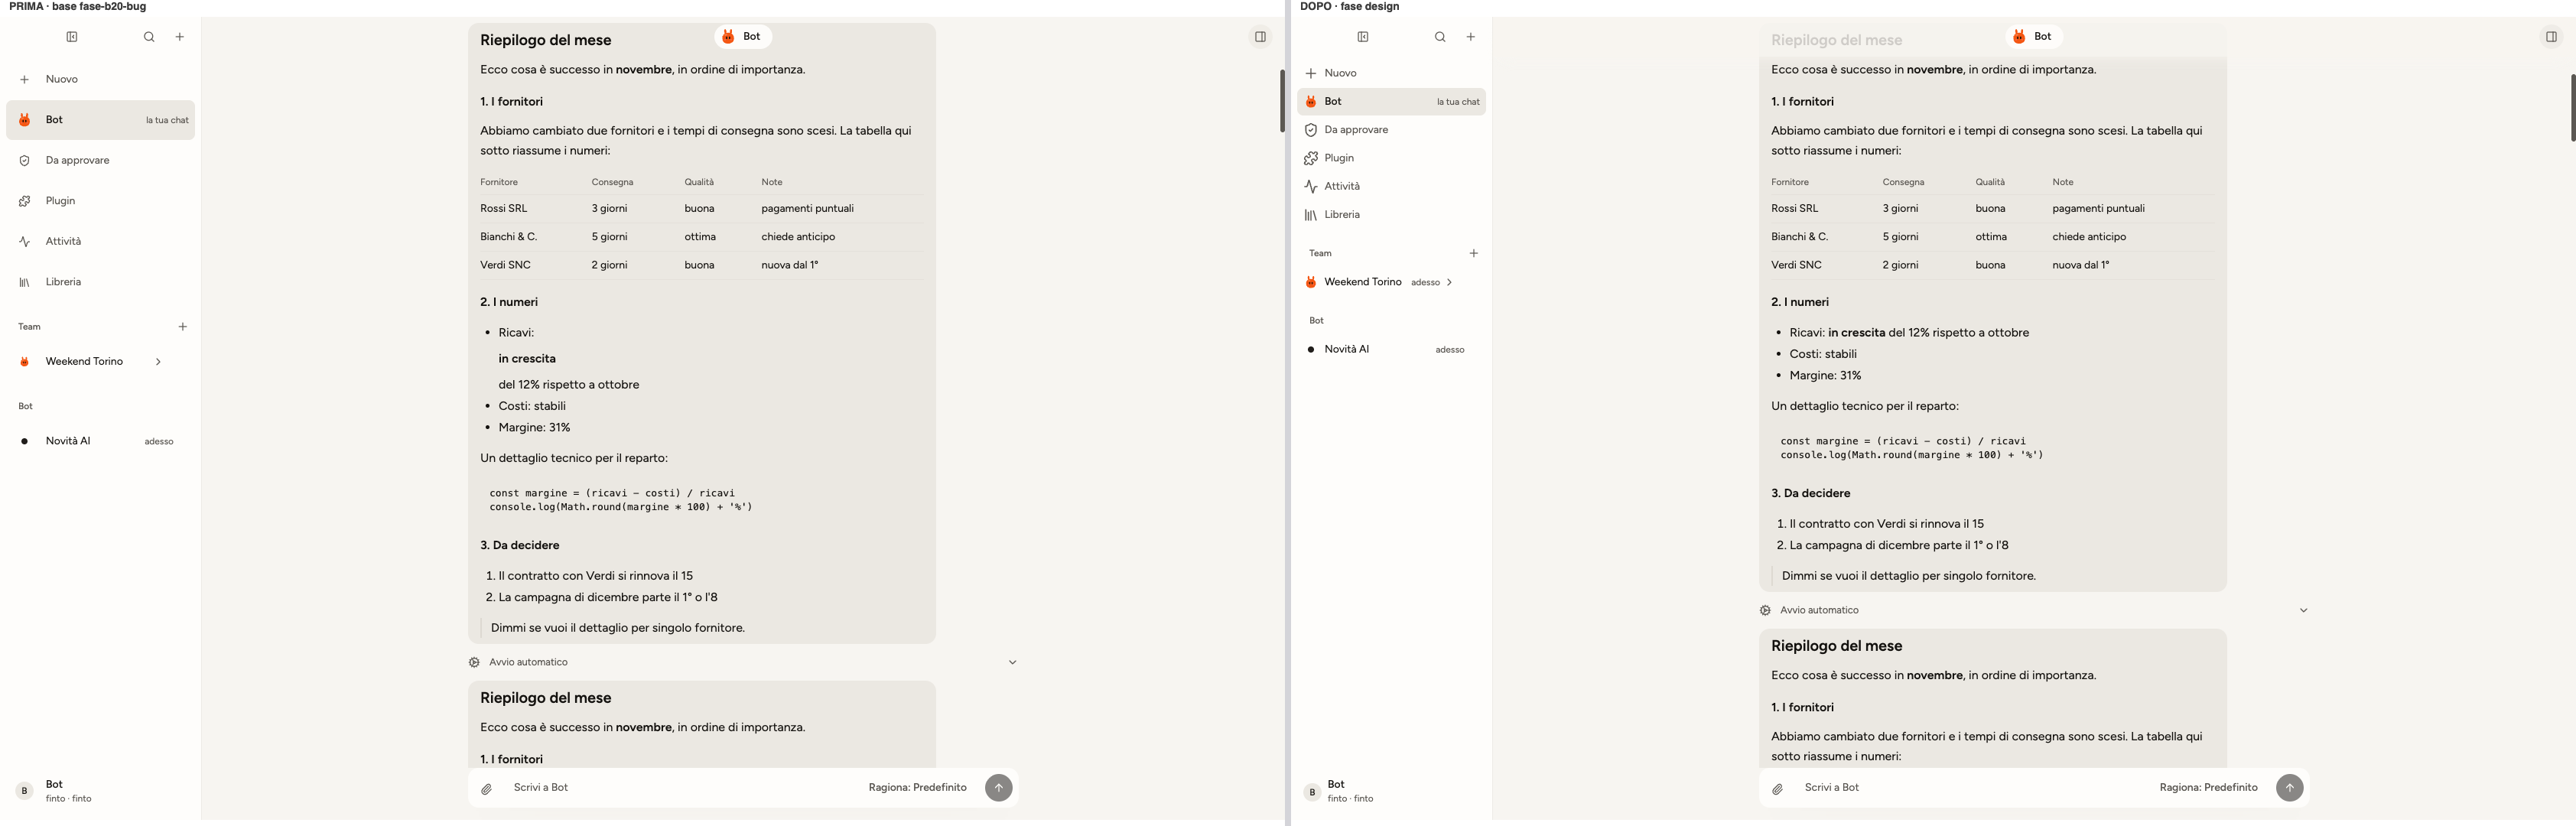 PRIMA · base fase-b20-bug
Nuovo
Bot la tua chat
Da approvare
Plugin
Attività
Libreria
Team
Weekend Torino
Bot
Novità AI adesso
B
Bot
finto · finto
Bot
Riepilogo del mese
Ecco cosa è successo in novembre, in ordine di importanza.
1. I fornitori
Abbiamo cambiato due fornitori e i tempi di consegna sono scesi. La tabella qui
sotto riassume i numeri:
Fornitore Consegna Qualità Note
Rossi SRL 3 giorni buona pagamenti puntuali
Bianchi & C. 5 giorni ottima chiede anticipo
Verdi SNC 2 giorni buona nuova dal 1°
2. I numeri
• Ricavi:
in crescita
del 12% rispetto a ottobre
• Costi: stabili
• Margine: 31%
Un dettaglio tecnico per il reparto:
const margine = (ricavi - costi) / ricavi
console.log(Math.round(margine * 100) + '%')
3. Da decidere
1. Il contratto con Verdi si rinnova il 15
2. La campagna di dicembre parte il 1° o l'8
Dimmi se vuoi il dettaglio per singolo fornitore.
Avvio automatico
Riepilogo del mese
Ecco cosa è successo in novembre, in ordine di importanza.
1. I fornitori
Scrivi a Bot Ragiona: Predefinito
DOPO · fase design
Nuovo
Bot la tua chat
Da approvare
Plugin
Attività
Libreria
Team
Weekend Torino adesso
Bot
Novità AI adesso
B
Bot
finto · finto
Bot
Riepilogo del mese
Ecco cosa è successo in novembre, in ordine di importanza.
1. I fornitori
Abbiamo cambiato due fornitori e i tempi di consegna sono scesi. La tabella qui
sotto riassume i numeri:
Fornitore Consegna Qualità Note
Rossi SRL 3 giorni buona pagamenti puntuali
Bianchi & C. 5 giorni ottima chiede anticipo
Verdi SNC 2 giorni buona nuova dal 1°
2. I numeri
• Ricavi: in crescita del 12% rispetto a ottobre
• Costi: stabili
• Margine: 31%
Un dettaglio tecnico per il reparto:
const margine = (ricavi - costi) / ricavi
console.log(Math.round(margine * 100) + '%')
3. Da decidere
1. Il contratto con Verdi si rinnova il 15
2. La campagna di dicembre parte il 1° o l'8
Dimmi se vuoi il dettaglio per singolo fornitore.
Avvio automatico
Riepilogo del mese
Ecco cosa è successo in novembre, in ordine di importanza.
1. I fornitori
Abbiamo cambiato due fornitori e i tempi di consegna sono scesi. La tabella qui
sotto riassume i numeri:
Scrivi a Bot Ragiona: Predefinito